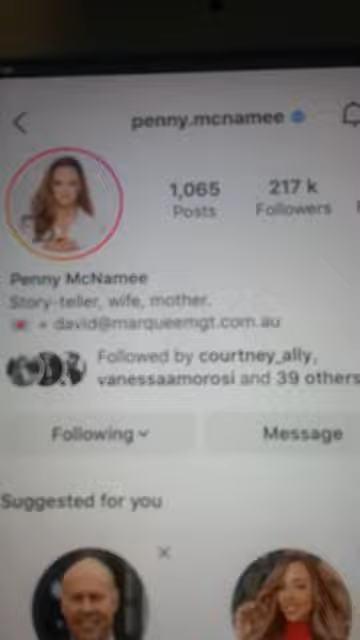 penny.mcnamee
1,065
Posts
217 k
Followers
Penny McNamee
Story-teller, wife, mother.
david@marqueemgt.com.au
Followed by courtney_ally,
vanessaamorosi and 39 others
Following
Message
Suggested for you